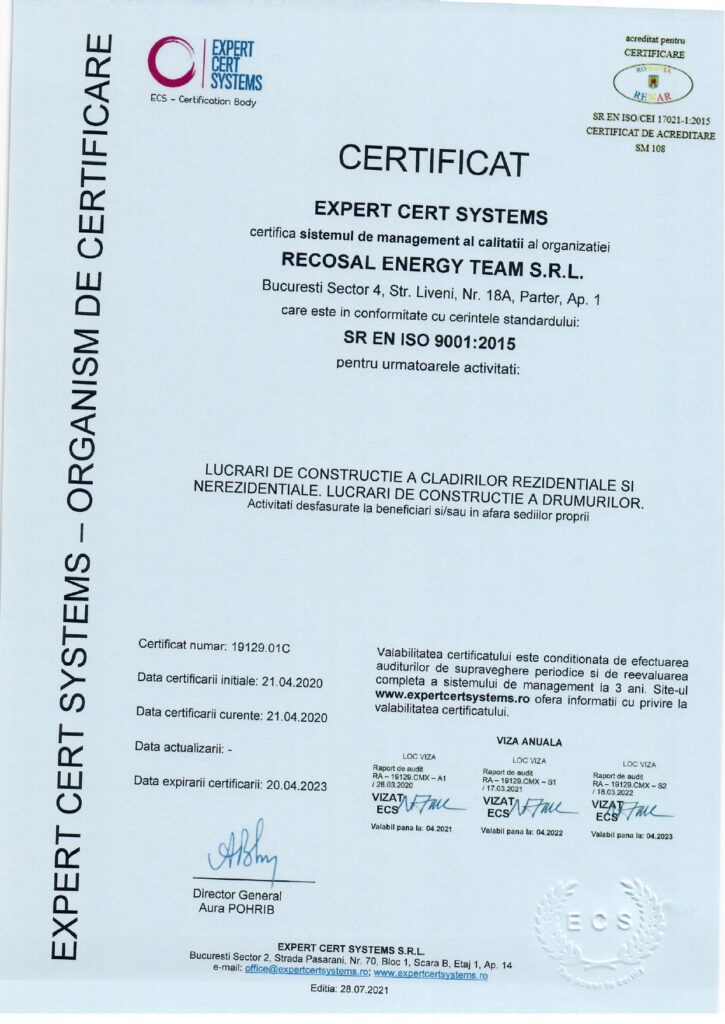 EXPERT CERT SYSTEMS – ORGANISM DE CERTIFICARE
EXPERT
CERT
SYSTEMS
ECS - Certification Body
acreditat pentru
CERTIFICARE
ROMANIA
RENAR
SR EN ISO/CEI 17021-1:2015
CERTIFICAT DE ACREDITARE
SM 108
CERTIFICAT
EXPERT CERT SYSTEMS
certifica sistemul de management al calitatii al organizatiei
RECOSAL ENERGY TEAM S.R.L.
Bucuresti Sector 4, Str. Liveni, Nr. 18A, Parter, Ap. 1
care este in conformitate cu cerintele standardului:
SR EN ISO 9001:2015
pentru urmatoarele activitati:
LUCRARI DE CONSTRUCTIE A CLADIRILOR REZIDENTIALE SI
NEREZIDENTIALE. LUCRARI DE CONSTRUCTIE A DRUMURILOR.
Activitati desfasurate la beneficiari si/sau in afara sediilor proprii
Certificat numar: 19129.01C
Data certificarii initiale: 21.04.2020
Data certificarii curente: 21.04.2020
Data actualizarii: -
Data expirarii certificarii: 20.04.2023
Valabilitatea certificatului este conditionata de efectuarea
auditurilor de supraveghere periodice si de reevaluarea
completa a sistemului de management la 3 ani. Site-ul
www.expertcertsystems.ro ofera informatii cu privire la
valabilitatea certificatului.
VIZA ANUALA
LOC VIZA
Raport de audit
RA – 19129.CMX – A1
/ 28.03.2020
VIZAT
ECS
Valabil pana la: 04.2021
LOC VIZA
Raport de audit
RA – 19129.CMX – S1
/ 17.03.2021
VIZAT
ECS
Valabil pana la: 04.2022
LOC VIZA
Raport de audit
RA – 19129.CMX – S2
/ 18.03.2022
VIZAT
ECS
Valabil pana la: 04.2023
Director General
Aura POHRIB
ECS
EXPERT CERT SYSTEMS S.R.L.
Bucuresti Sector 2, Strada Pasarani, Nr. 70, Bloc 1, Scara B, Etaj 1, Ap. 14
e-mail: office@expertcertsystems.ro; www.expertcertsystems.ro
Editia: 28.07.2021